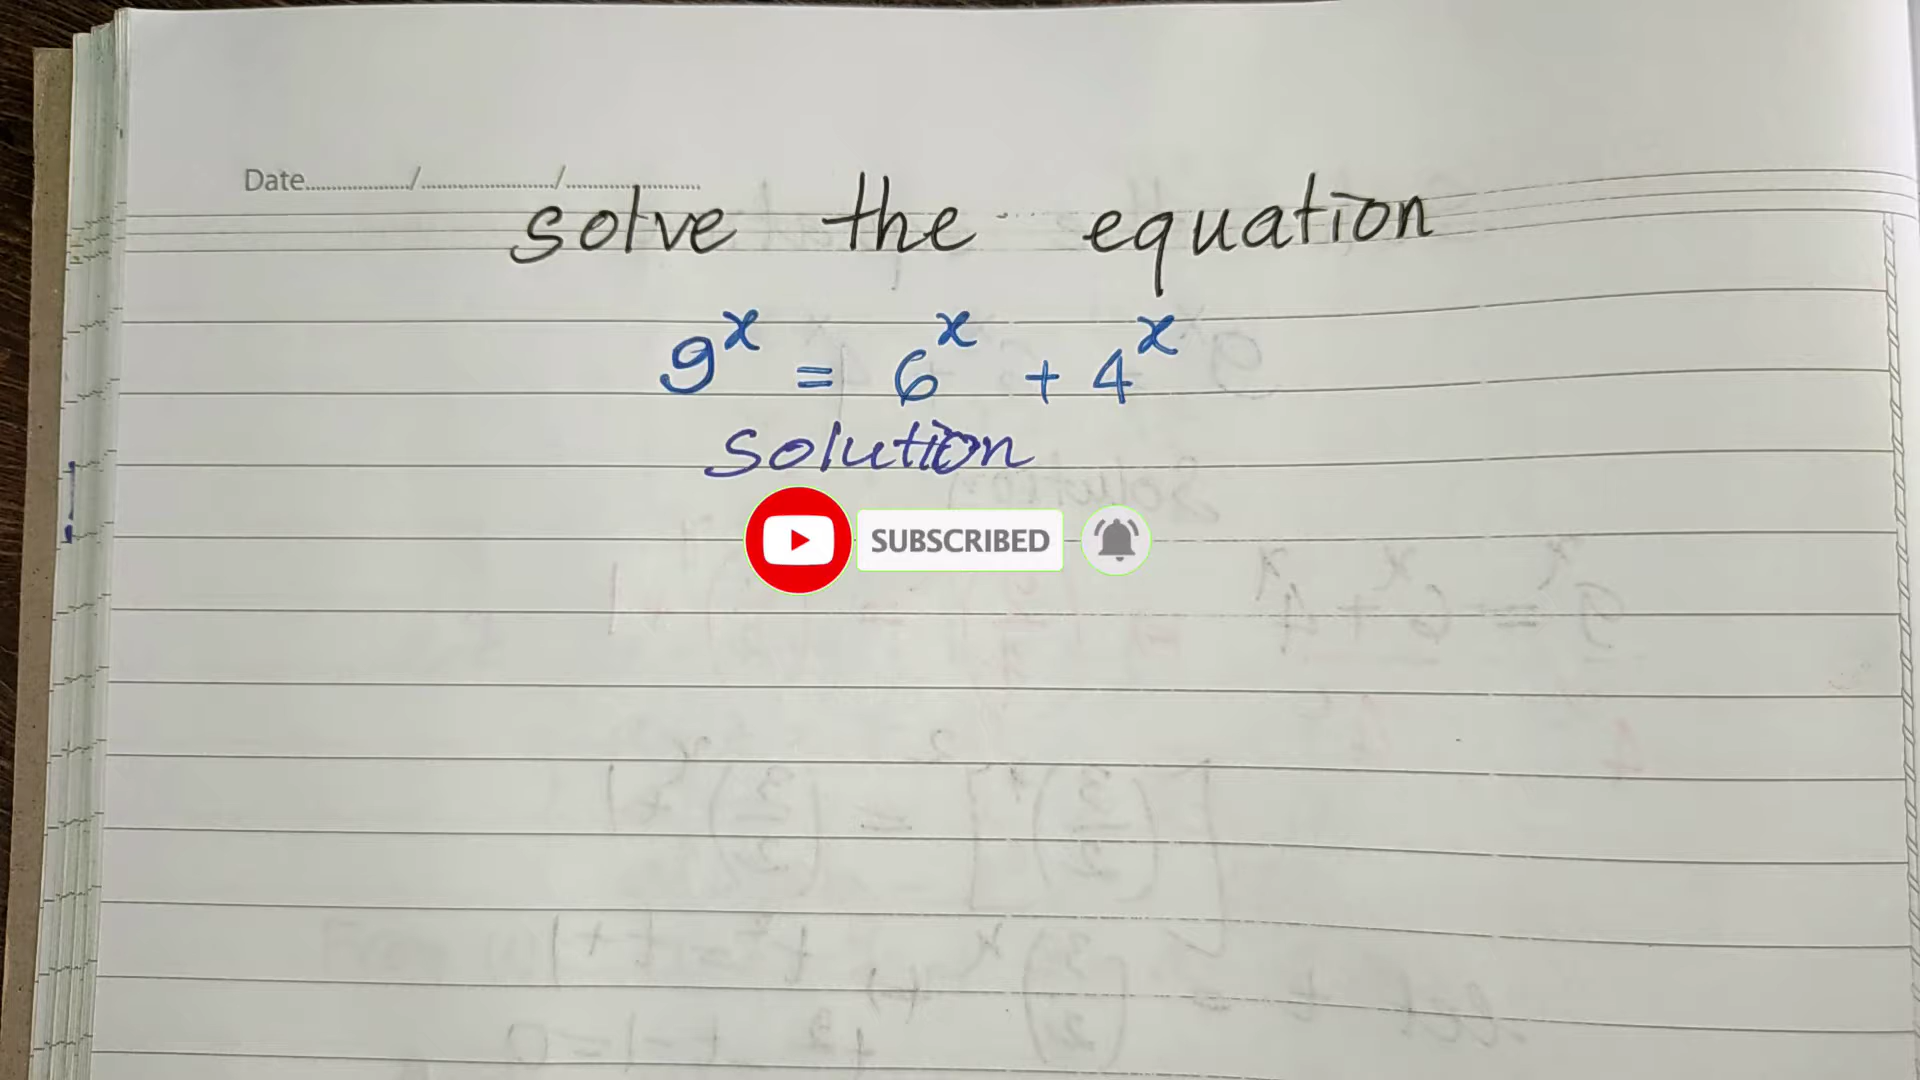 Date
solve the equation
9^x = 6^x + 4^x
solution
SUBSCRIBED